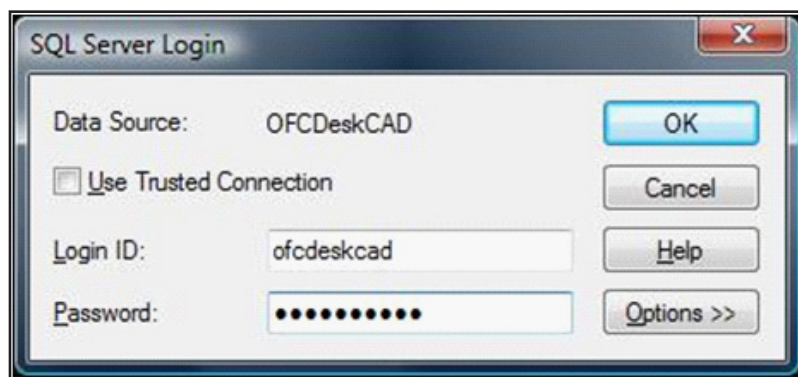 SQL Server Login
X
Data Source: OFCDeskCAD
OK
Use Trusted Connection
Cancel
Login ID: ofcdeskcad
Help
Password: ●●●●●●●●●●
Options >>